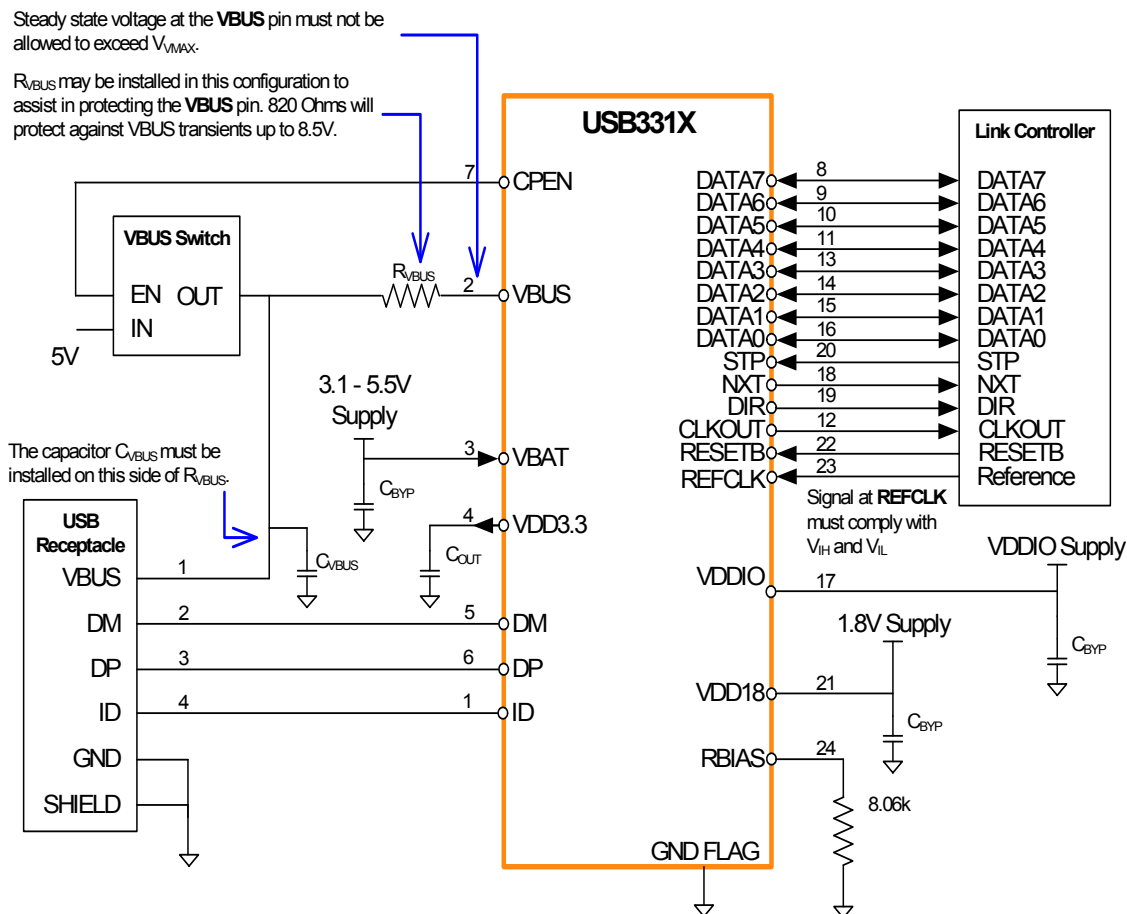 Steady state voltage at the VBUS pin must not be
allowed to exceed VVMAX.
RVBUS may be installed in this configuration to
assist in protecting the VBUS pin. 820 Ohms will
protect against VBUS transients up to 8.5V.
USB331X
Link Controller
7
CPEN
VBUS Switch
EN OUT
IN
5V
RVBUS
2
VBUS
3.1 - 5.5V
Supply
3
VBAT
CBYP
4
VDD3.3
COUT
The capacitor CVBUS must be
installed on this side of RVBUS.
CVBUS
USB
Receptacle
VBUS
1
DM
2
5
DM
DP
3
6
DP
ID
4
1
ID
GND
SHIELD
DATA7 8 DATA7
DATA6 9 DATA6
DATA5 10 DATA5
DATA4 11 DATA4
DATA3 13 DATA3
DATA2 14 DATA2
DATA1 15 DATA1
DATA0 16 DATA0
STP 20 STP
NXT 18 NXT
DIR 19 DIR
CLKOUT 12 CLKOUT
RESETB 22 RESETB
REFCLK 23 Reference
Signal at REFCLK
must comply with
VIH and VIL
VDDIO Supply
VDDIO
17
CBYP
1.8V Supply
VDD18
21
CBYP
RBIAS
24
8.06k
GND FLAG